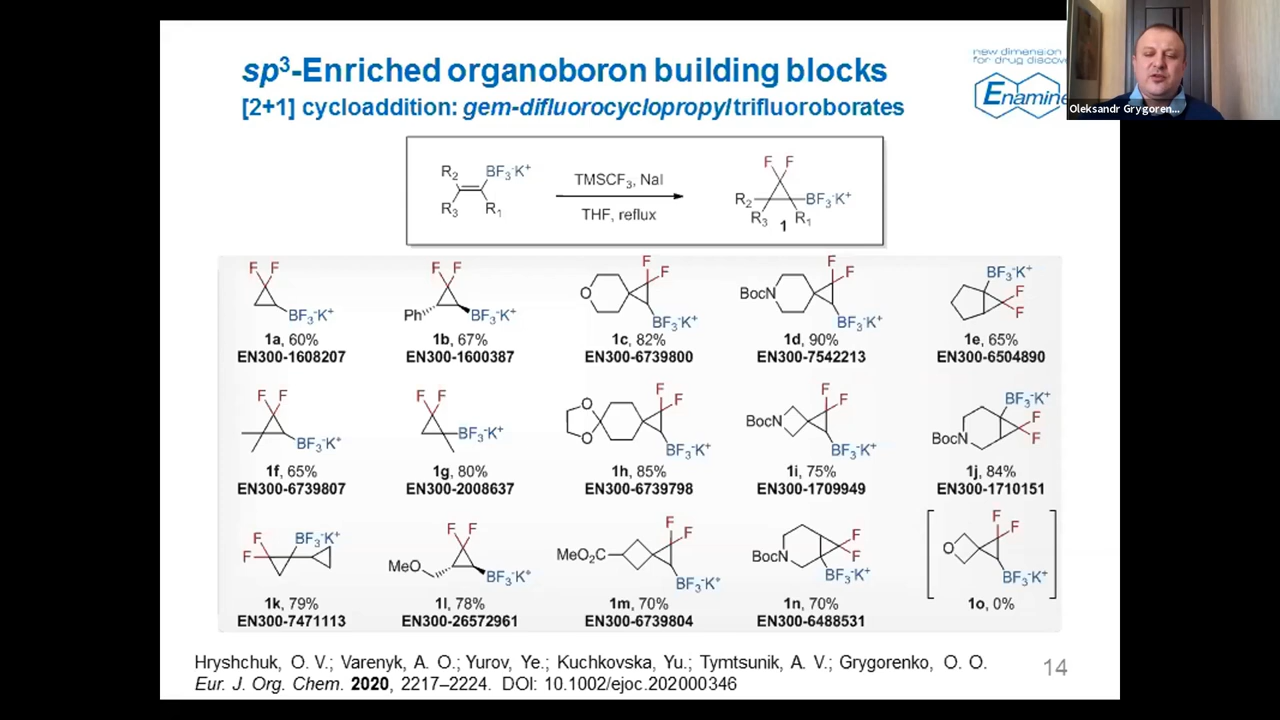 sp³-Enriched organoboron building blocks
[2+1] cycloaddition: gem-difluorocyclopropyl trifluoroborates
new dimension
for drug discov
Enamine
Oleksandr Grygoren...
R₂ BF₃⁻K⁺
R₃ R₁
TMSCF₃, NaI
THF, reflux
F F
R₂ BF₃⁻K⁺
R₃ R₁
1
F F
BF₃⁻K⁺
1a, 60%
EN300-1608207
F F
Ph BF₃⁻K⁺
1b, 67%
EN300-1600387
F
F
O
BF₃⁻K⁺
1c, 82%
EN300-6739800
F
F
BocN
BF₃⁻K⁺
1d, 90%
EN300-7542213
BF₃⁻K⁺
F
F
1e, 65%
EN300-6504890
F F
BF₃⁻K⁺
1f, 65%
EN300-6739807
F F
BF₃⁻K⁺
1g, 80%
EN300-2008637
F
F
O
O
BF₃⁻K⁺
1h, 85%
EN300-6739798
F
F
BocN
BF₃⁻K⁺
1i, 75%
EN300-1709949
BF₃⁻K⁺
F
F
BocN
1j, 84%
EN300-1710151
F BF₃⁻K⁺
F
1k, 79%
EN300-7471113
F F
MeO
BF₃⁻K⁺
1l, 78%
EN300-26572961
F
F
MeO₂C
BF₃⁻K⁺
1m, 70%
EN300-6739804
F
F
BocN
BF₃⁻K⁺
1n, 70%
EN300-6488531
F
F
O
BF₃⁻K⁺
1o, 0%
Hryshchuk, O. V.; Varenyk, A. O.; Yurov, Ye.; Kuchkovska, Yu.; Tymtsunik, A. V.; Grygorenko, O. O.
Eur. J. Org. Chem. 2020, 2217–2224. DOI: 10.1002/ejoc.202000346
14